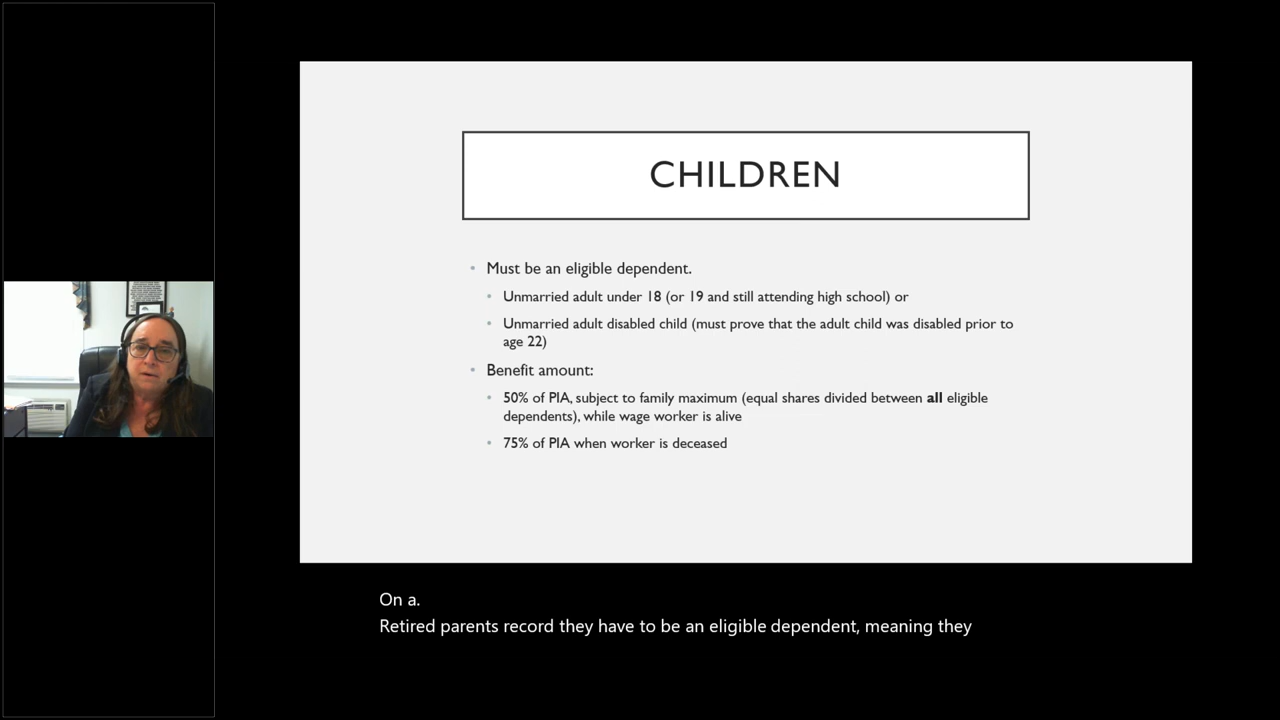 CHILDREN
• Must be an eligible dependent.
• Unmarried adult under 18 (or 19 and still attending high school) or
• Unmarried adult disabled child (must prove that the adult child was disabled prior to
age 22)
• Benefit amount:
• 50% of PIA, subject to family maximum (equal shares divided between all eligible
dependents), while wage worker is alive
• 75% of PIA when worker is deceased
On a.
Retired parents record they have to be an eligible dependent, meaning they